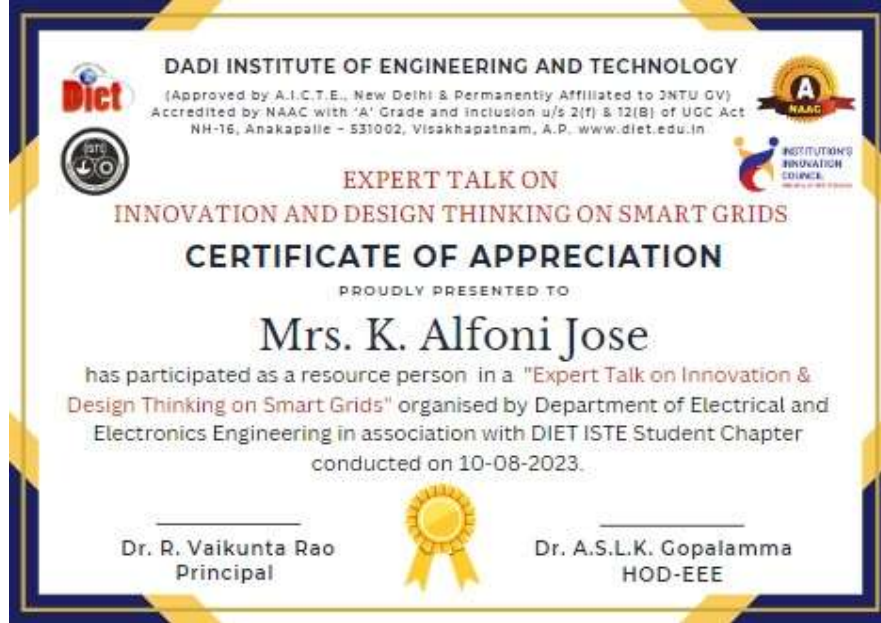 DADI INSTITUTE OF ENGINEERING AND TECHNOLOGY
(Approved by A.I.C.T.E., New Delhi & Permanently Affiliated to JNTU GV)
Accredited by NAAC with 'A' Grade and Inclusion u/s 2(f) & 12(B) of UGC Act
NH-16, Anakapalle – 531002, Visakhapatnam, A.P. www.diet.edu.in
Diet
A
NAAC
ISTE
INSTITUTION'S
INNOVATION
COUNCIL
EXPERT TALK ON
INNOVATION AND DESIGN THINKING ON SMART GRIDS
CERTIFICATE OF APPRECIATION
PROUDLY PRESENTED TO
Mrs. K. Alfoni Jose
has participated as a resource person in a "Expert Talk on Innovation &
Design Thinking on Smart Grids" organised by Department of Electrical and
Electronics Engineering in association with DIET ISTE Student Chapter
conducted on 10-08-2023.
Dr. R. Vaikunta Rao
Principal
Dr. A.S.L.K. Gopalamma
HOD-EEE